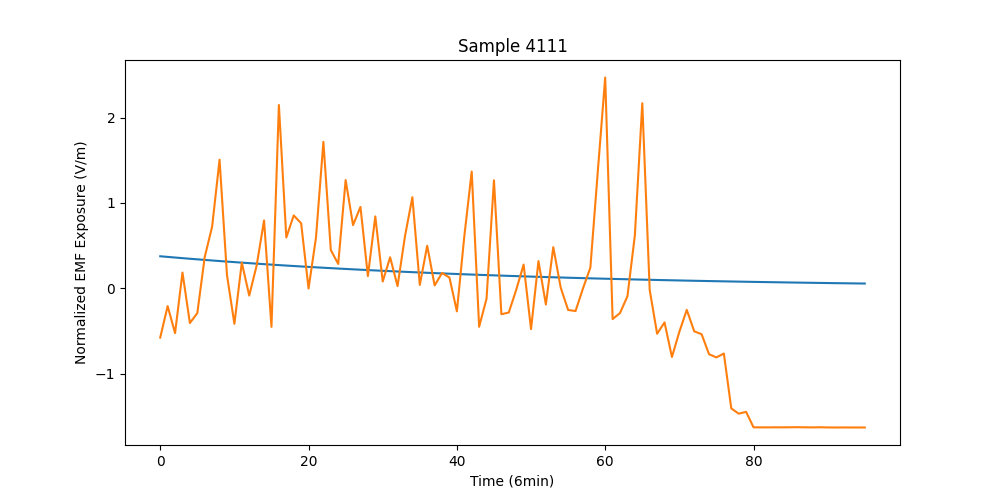 Sample 4111
Normalized EMF Exposure (V/m)
2
1
0
−1
0 20 40 60 80
Time (6min)